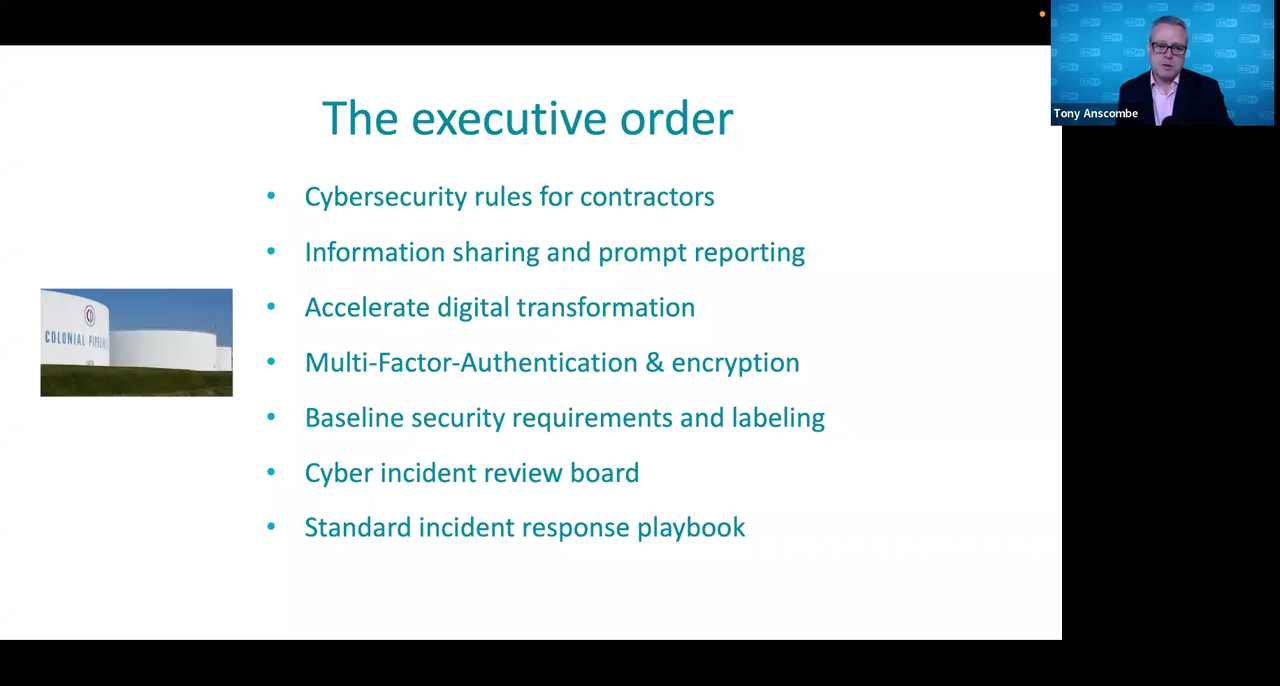 The executive order
• Cybersecurity rules for contractors
• Information sharing and prompt reporting
• Accelerate digital transformation
• Multi-Factor-Authentication & encryption
• Baseline security requirements and labeling
• Cyber incident review board
• Standard incident response playbook
COLONIAL
Tony Anscombe